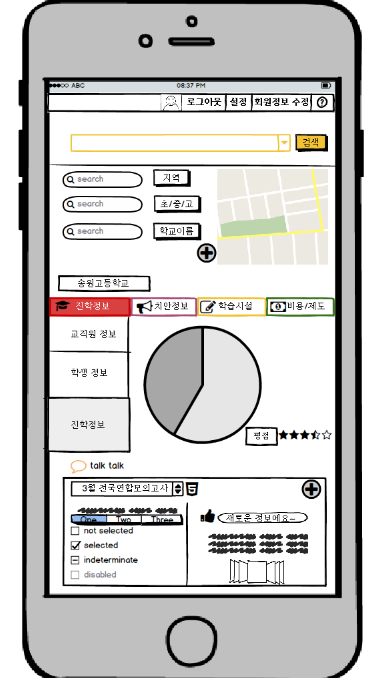 ABC 08:37 PM
로그아웃 설정 회원정보 수정 ?
검색
search 지역
search 초/중/고
search 학교이름
송원고등학교
진학정보 치안정보 학습시설 비용/제도
교직원 정보
학생 정보
진학정보
평점
talk talk
3월 전국연합모의고사
One Two Three
새로운 정보에요~
not selected
selected
indeterminate
disabled